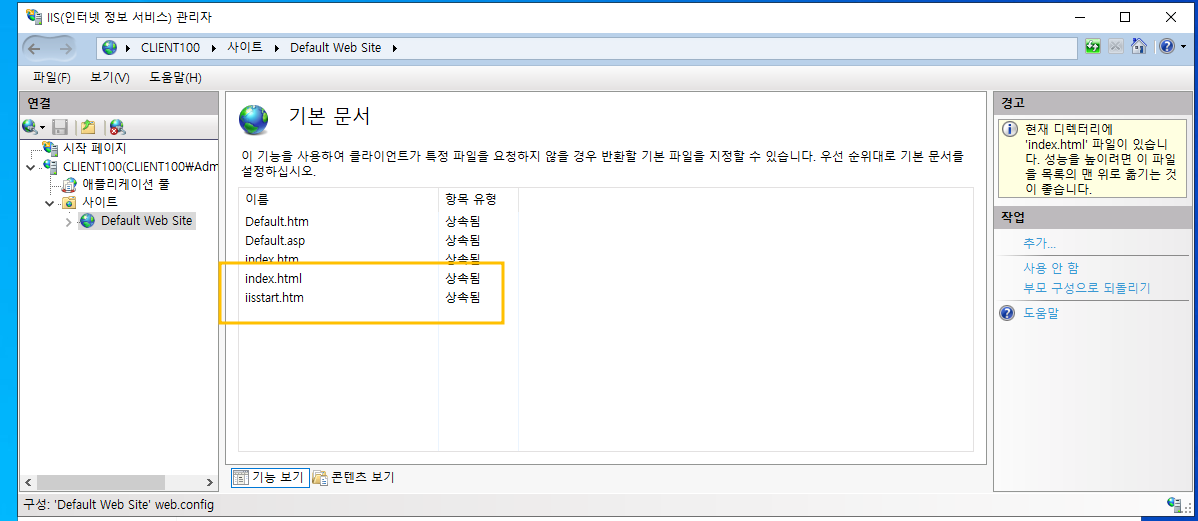 IIS(인터넷 정보 서비스) 관리자
CLIENT100 사이트 Default Web Site
파일(F) 보기(V) 도움말(H)
연결
시작 페이지
CLIENT100(CLIENT100₩Adm
애플리케이션 풀
사이트
Default Web Site
기본 문서
이 기능을 사용하여 클라이언트가 특정 파일을 요청하지 않을 경우 반환할 기본 파일을 지정할 수 있습니다. 우선 순위대로 기본 문서를
설정하십시오.
이름 항목 유형
Default.htm 상속됨
Default.asp 상속됨
index.htm 상속됨
index.html 상속됨
iisstart.htm 상속됨
기능 보기 콘텐츠 보기
경고
현재 디렉터리에
'index.html' 파일이 있습니
다. 성능을 높이려면 이 파일
을 목록의 맨 위로 옮기는 것
이 좋습니다.
작업
추가...
사용 안 함
부모 구성으로 되돌리기
도움말
구성: 'Default Web Site' web.config